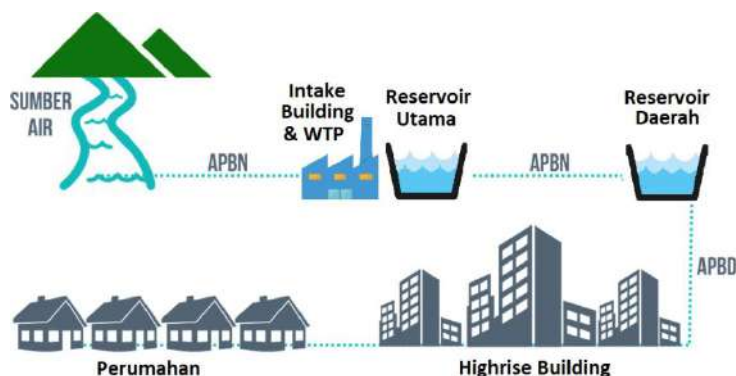 SUMBER
AIR
APBN
Intake
Building
& WTP
Reservoir
Utama
APBN
Reservoir
Daerah
APBD
Perumahan
Highrise Building